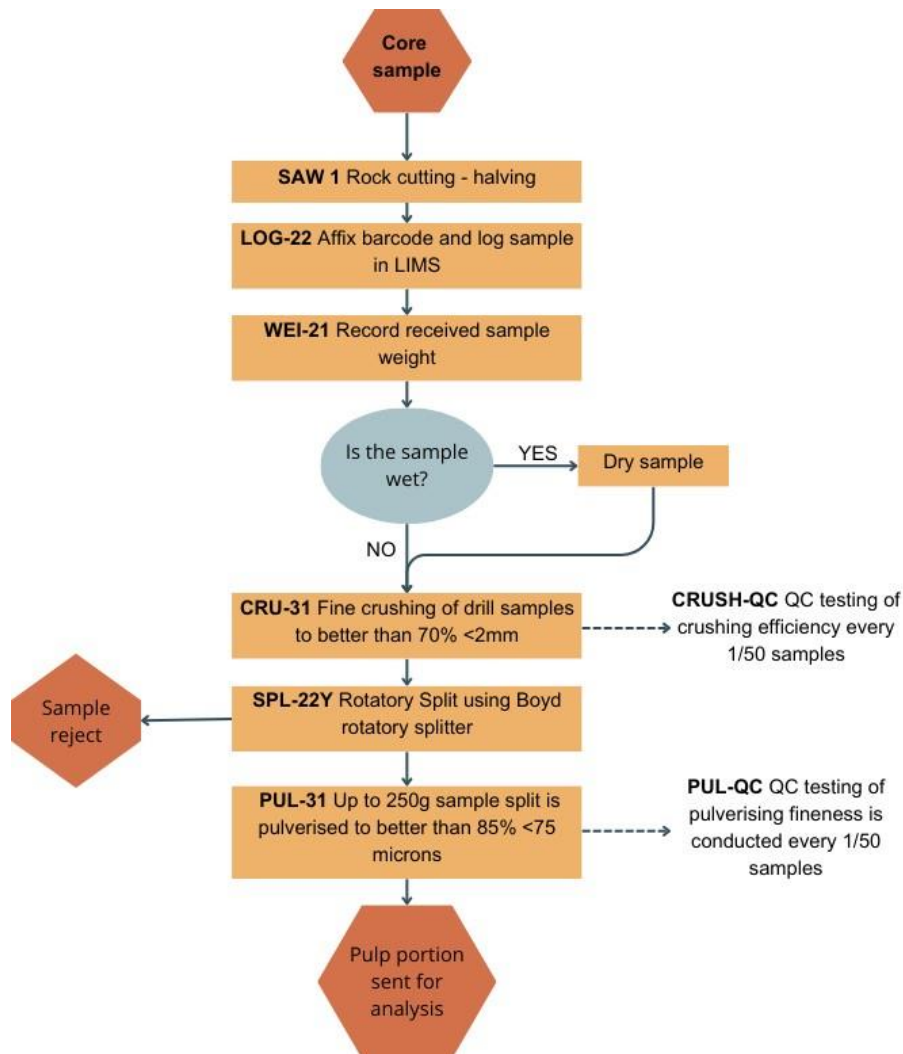 Core
sample
SAW 1 Rock cutting - halving
LOG-22 Affix barcode and log sample
in LIMS
WEI-21 Record received sample
weight
Is the sample
wet?
YES
Dry sample
NO
CRU-31 Fine crushing of drill samples
to better than 70% <2mm
CRUSH-QC QC testing of
crushing efficiency every
1/50 samples
Sample
reject
SPL-22Y Rotatory Split using Boyd
rotatory splitter
PUL-31 Up to 250g sample split is
pulverised to better than 85% <75
microns
PUL-QC QC testing of
pulverising fineness is
conducted every 1/50
samples
Pulp portion
sent for
analysis